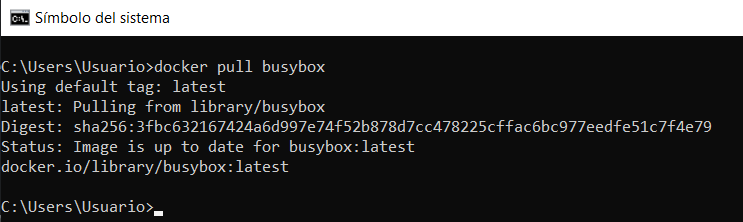 Símbolo del sistema
C:\Users\Usuario>docker pull busybox
Using default tag: latest
latest: Pulling from library/busybox
Digest: sha256:3fbc632167424a6d997e74f52b878d7cc478225cffac6bc977eedfe51c7f4e79
Status: Image is up to date for busybox:latest
docker.io/library/busybox:latest
C:\Users\Usuario>